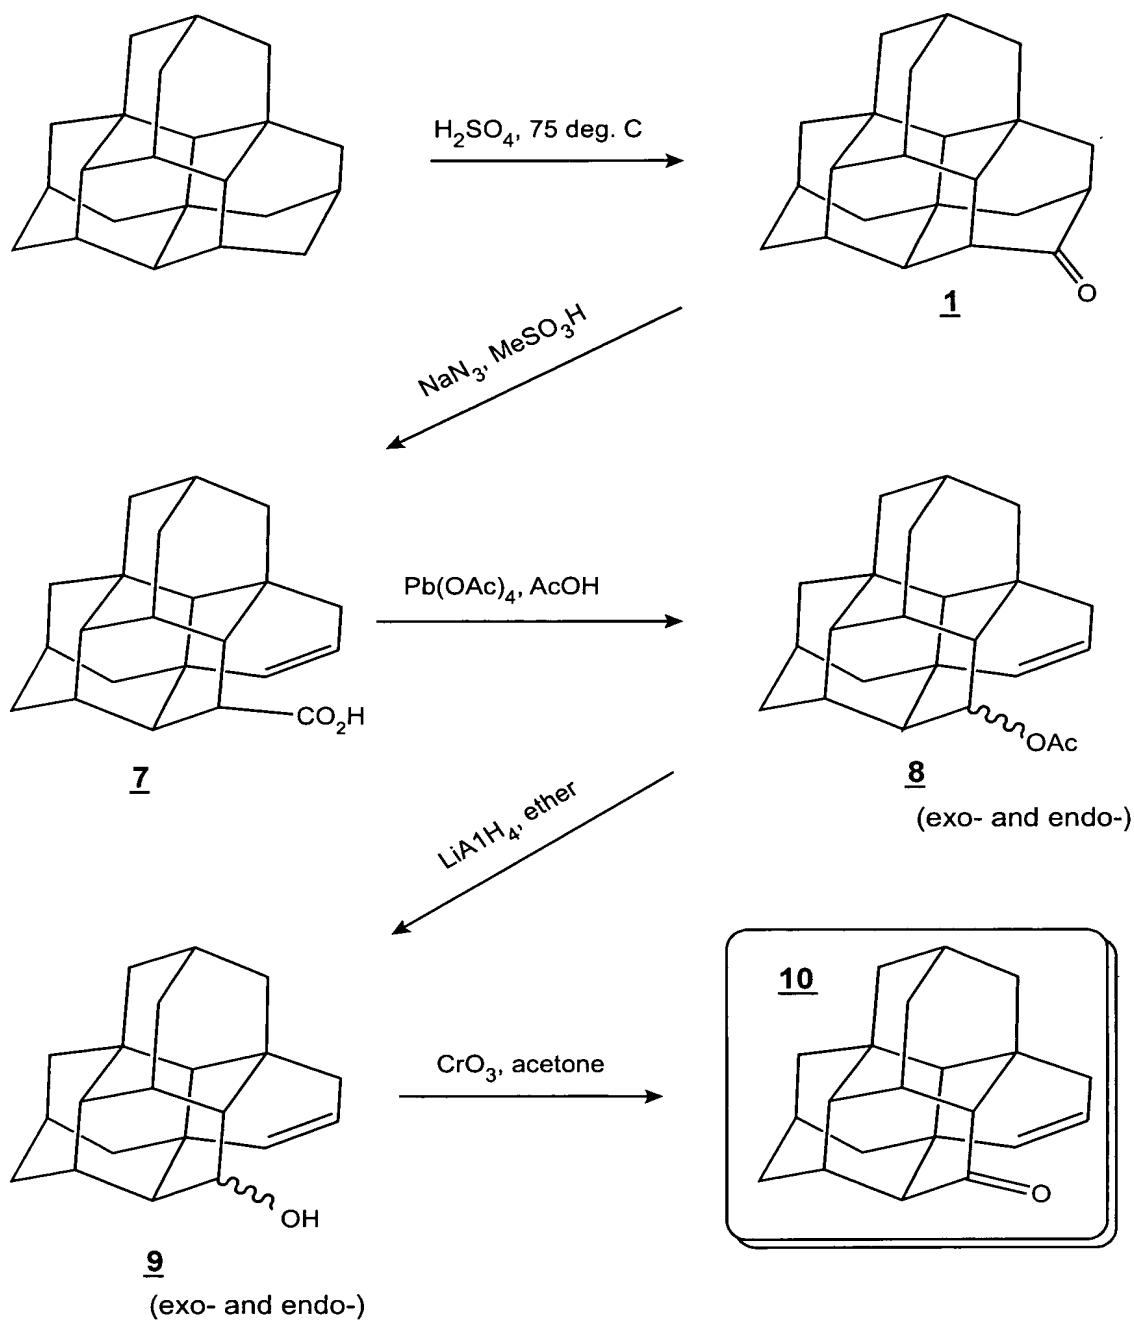 H2SO4, 75 deg. C
O
1
NaN3, MeSO3H
Pb(OAc)4, AcOH
CO2H
7
OAc
8
(exo- and endo-)
LiA1H4, ether
10
CrO3, acetone
O
OH
9
(exo- and endo-)